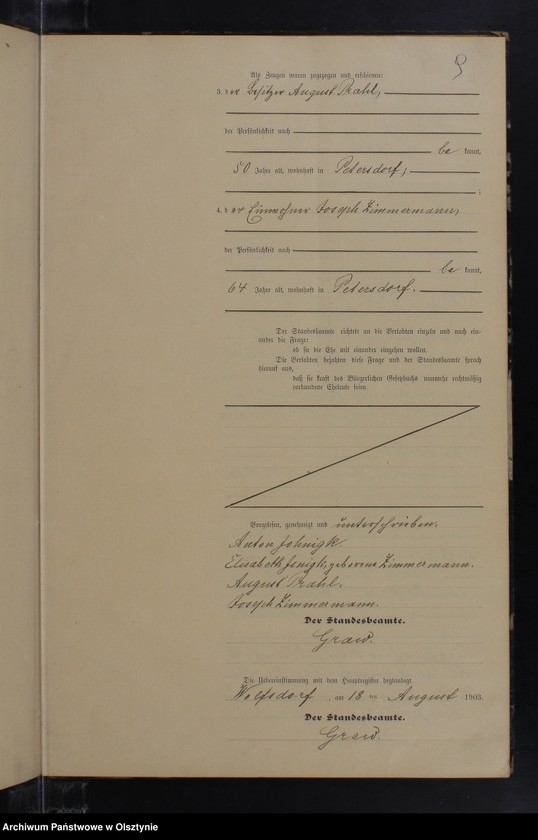 9
Als Zeugen waren zugezogen und erschienen:
3. der Besitzer August Prahl,
der Persönlichkeit nach
be kannt,
50 Jahre alt, wohnhaft in Petersdorf,
;
4. der Einwohner Joseph Zimmermann,
der Persönlichkeit nach
be kannt,
64 Jahre alt, wohnhaft in Petersdorf.
Der Standesbeamte richtete an die Verlobten einzeln und nach ein-
ander die Frage:
ob sie die Ehe mit einander eingehen wollen.
Die Verlobten bejahten diese Frage und der Standesbeamte sprach
hierauf aus,
daß sie kraft des Bürgerlichen Gesetzbuchs nunmehr rechtmäßig
verbundene Eheleute seien.
Vorgelesen, genehmigt und unterschrieben.
Anton Johnigk.
Elisabeth Jonigk, geborene Zimmermann.
August Prahl.
Joseph Zimmermann.
Der Standesbeamte.
Graw.
Die Uebereinstimmung mit dem Hauptregister beglaubigt.
Wolfsdorf, am 18 ten August 1903.
Der Standesbeamte.
Graw.
Archiwum Państwowe w Olsztynie